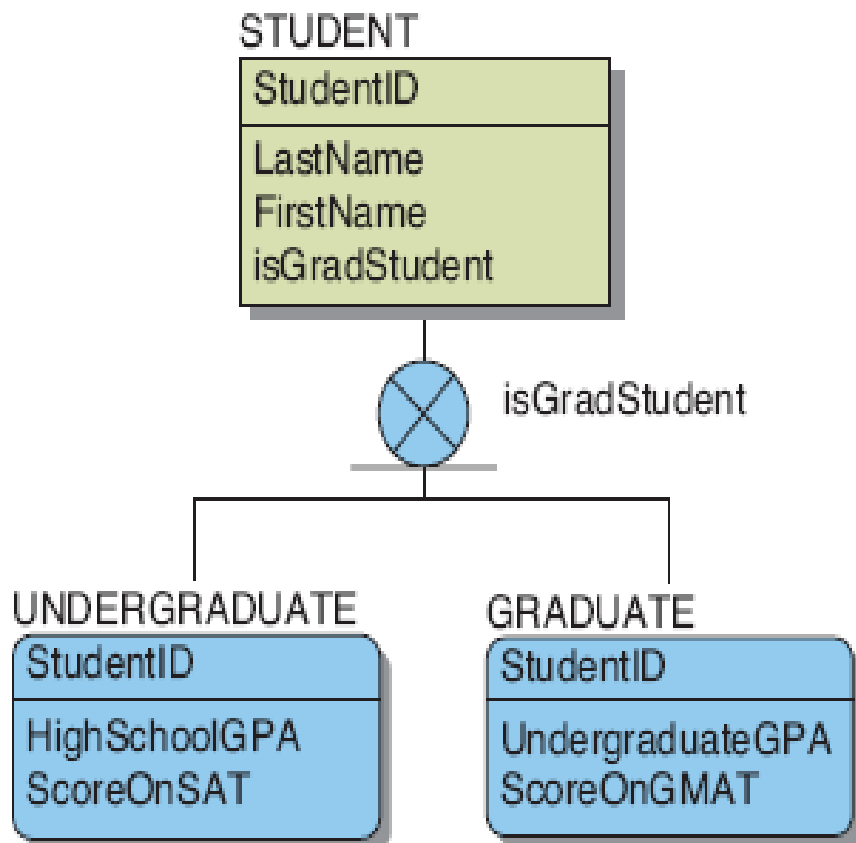 STUDENT
StudentID
LastName
FirstName
isGradStudent
isGradStudent
UNDERGRADUATE
StudentID
HighSchoolGPA
ScoreOnSAT
GRADUATE
StudentID
UndergraduateGPA
ScoreOnGMAT